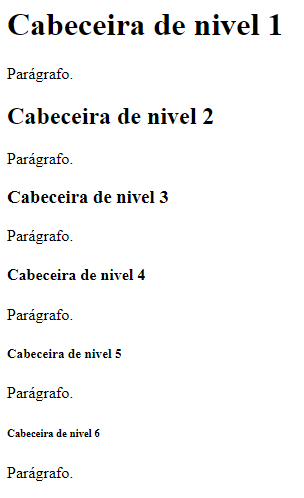 Cabeceira de nivel 1
Parágrafo.
Cabeceira de nivel 2
Parágrafo.
Cabeceira de nivel 3
Parágrafo.
Cabeceira de nivel 4
Parágrafo.
Cabeceira de nivel 5
Parágrafo.
Cabeceira de nivel 6
Parágrafo.